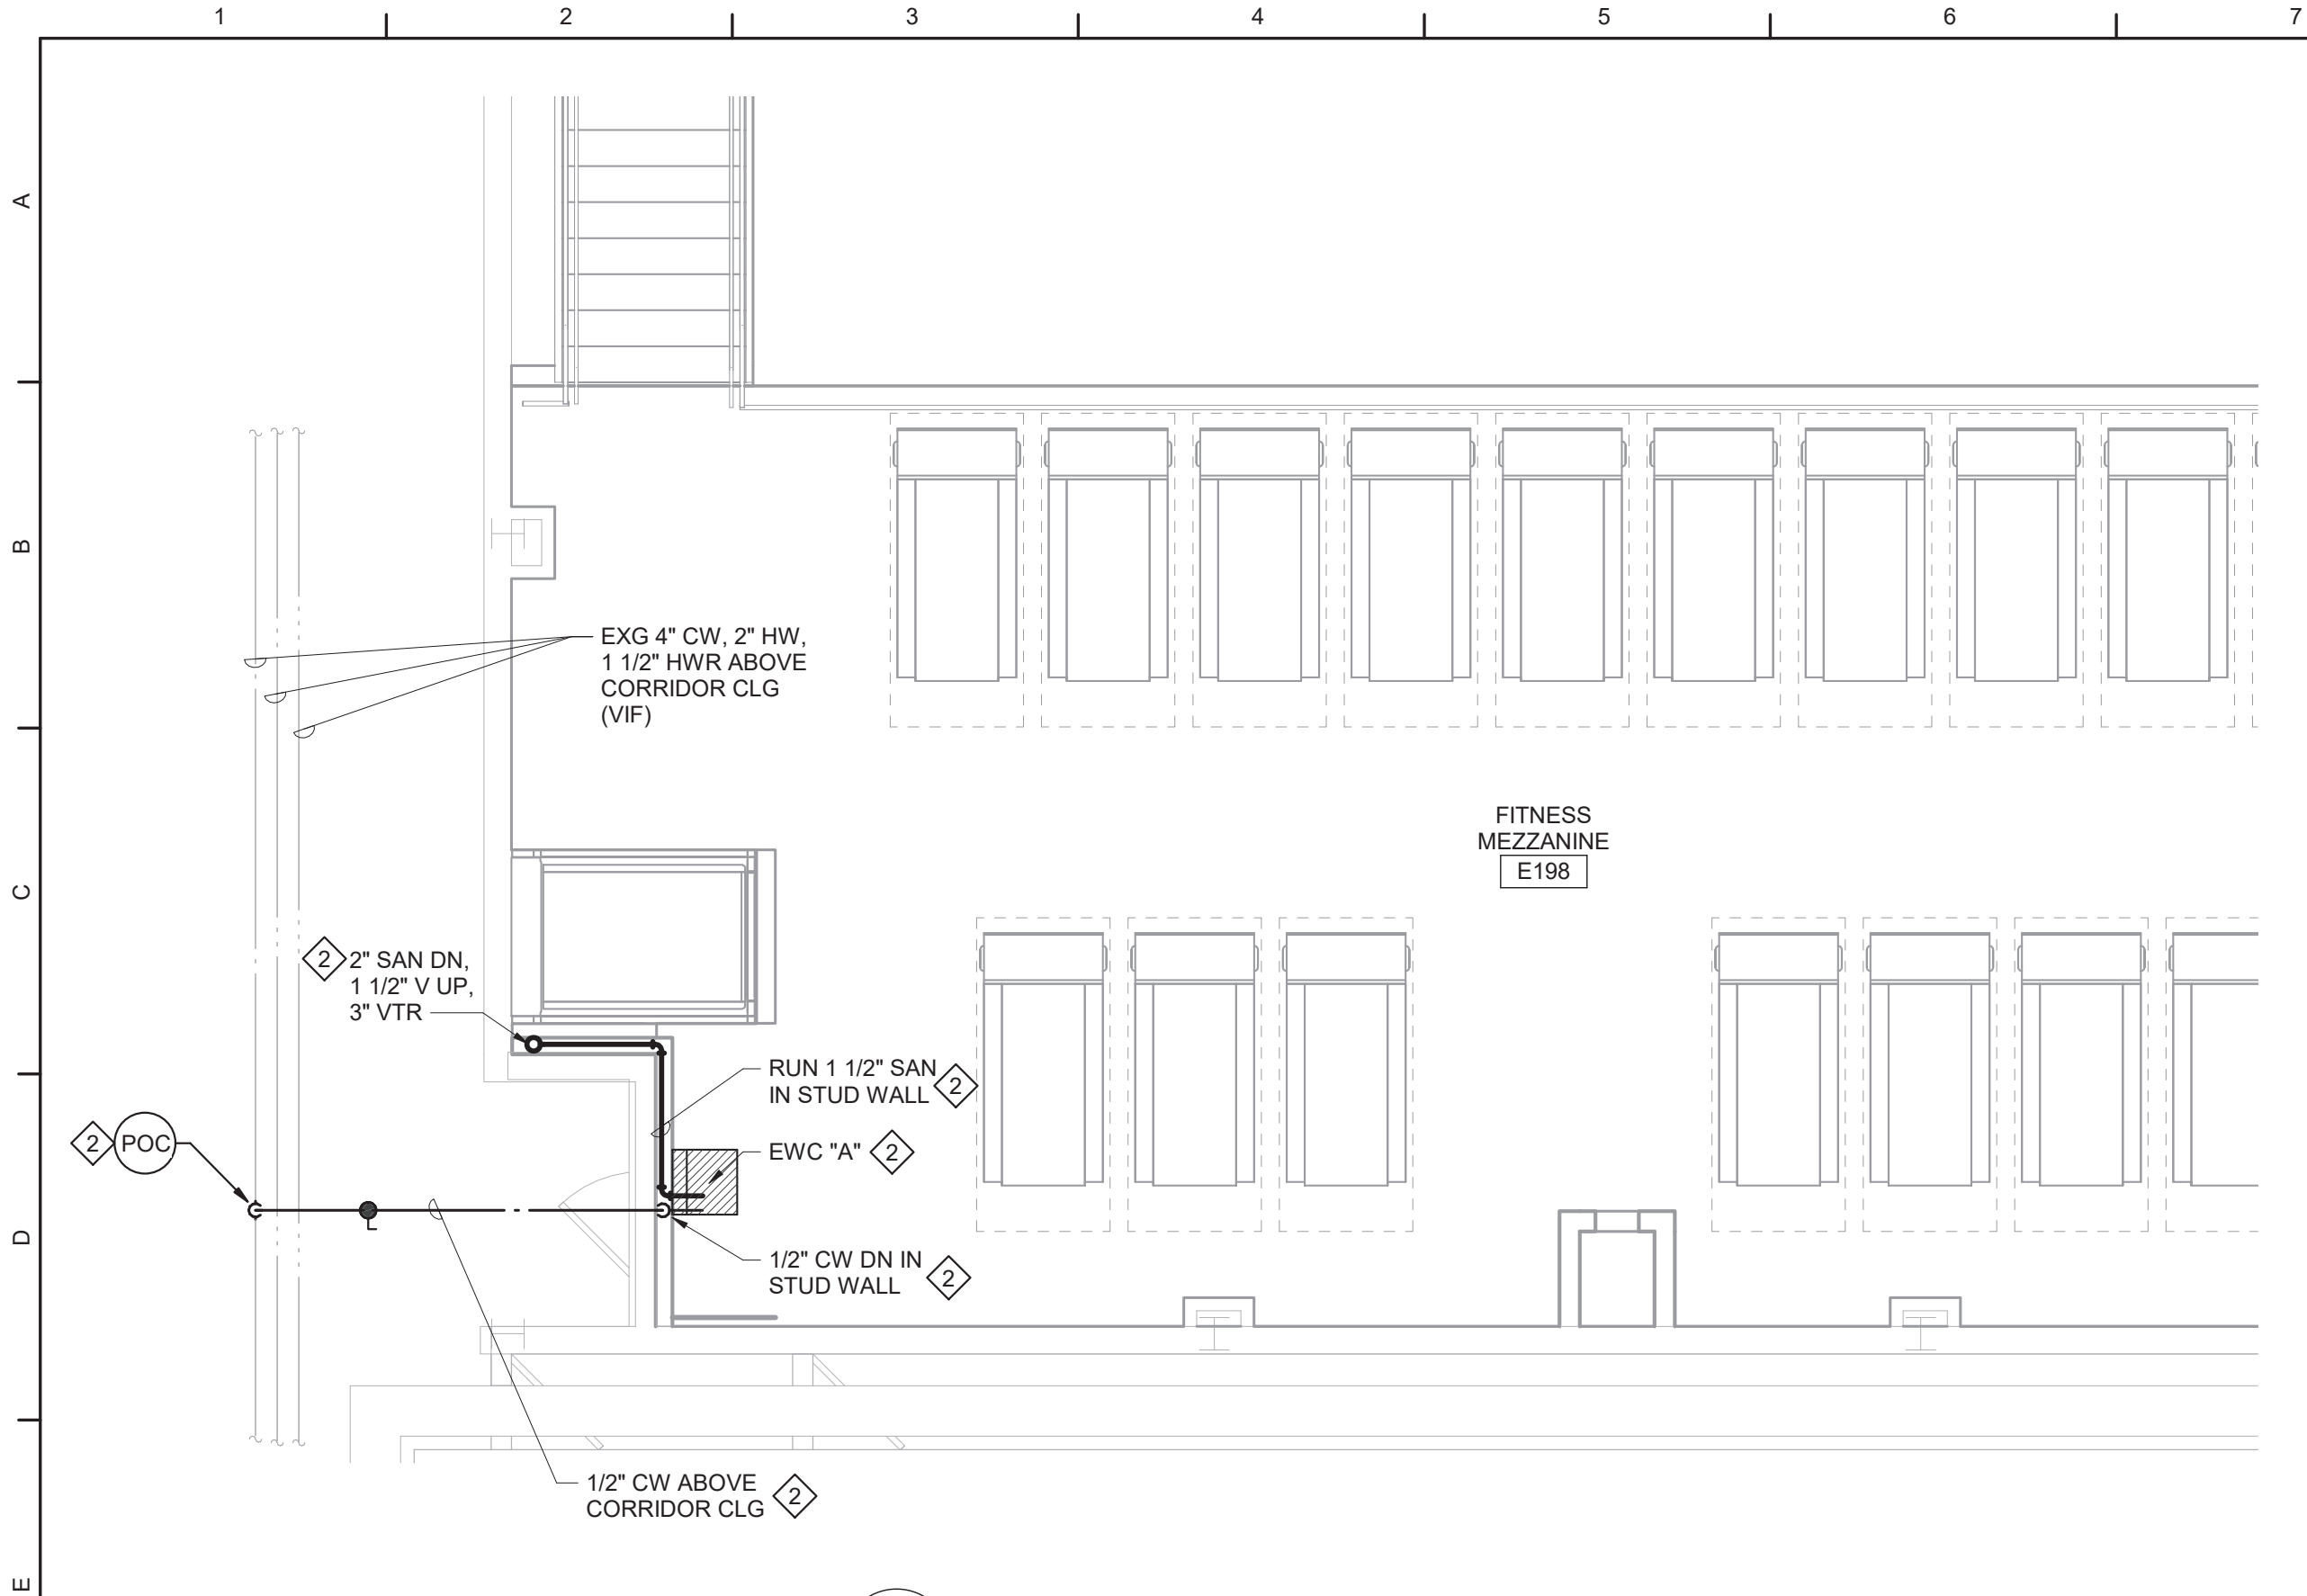 1 2 3 4 5 6 7
A
B
EXG 4" CW, 2" HW,
1 1/2" HWR ABOVE
CORRIDOR CLG
(VIF)
FITNESS
MEZZANINE
E198
C
2 2" SAN DN,
1 1/2" V UP,
3" VTR
RUN 1 1/2" SAN
IN STUD WALL 2
2 POC
EWC "A" 2
D
1/2" CW DN IN
STUD WALL 2
1/2" CW ABOVE
CORRIDOR CLG 2
E